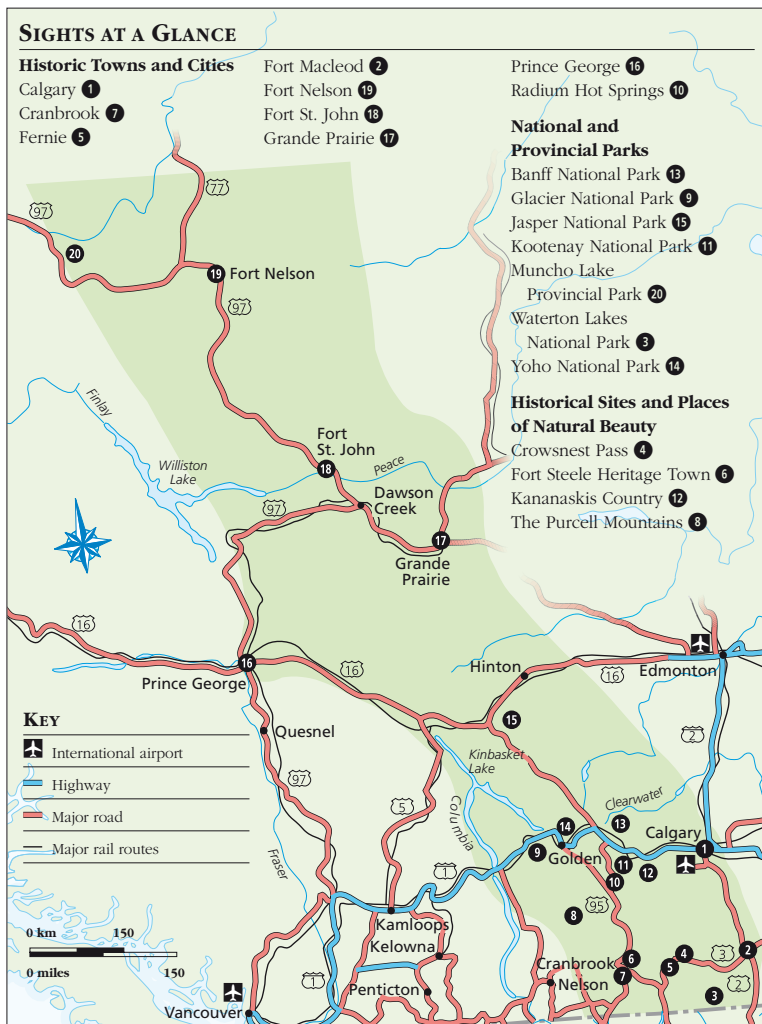 SIGHTS AT A GLANCE
Historic Towns and Cities
Calgary 1
Cranbrook 7
Fernie 5
Fort Macleod 2
Fort Nelson 19
Fort St. John 18
Grande Prairie 17
Prince George 16
Radium Hot Springs 10
National and
Provincial Parks
Banff National Park 13
Glacier National Park 9
Jasper National Park 15
Kootenay National Park 11
Muncho Lake
Provincial Park 20
Waterton Lakes
National Park 3
Yoho National Park 14
Historical Sites and Places
of Natural Beauty
Crowsnest Pass 4
Fort Steele Heritage Town 6
Kananaskis Country 12
The Purcell Mountains 8
77
97
20
19 Fort Nelson
97
Finlay
Fort
St. John
18
Williston
Lake
Peace
Dawson
Creek
97
17
Grande
Prairie
16
16
Prince George
16
Hinton
16
Edmonton
15
2
Quesnel
97
Kinbasket
Lake
5
Columbia
Clearwater
14
13
Calgary
1
9
Golden
11
12
10
Fraser
1
8
95
Kamloops
Kelowna
6
Cranbrook
7
4
5
3
2
2
Nelson
3
1
Penticton
Vancouver
KEY
International airport
Highway
Major road
Major rail routes
0 km 150
0 miles 150